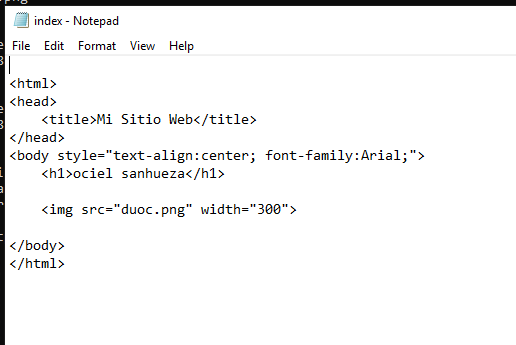 index - Notepad
File Edit Format View Help
<html>
<head>
    <title>Mi Sitio Web</title>
</head>
<body style="text-align:center; font-family:Arial;">
    <h1>ociel sanhueza</h1>
    <img src="duoc.png" width="300">
</body>
</html>